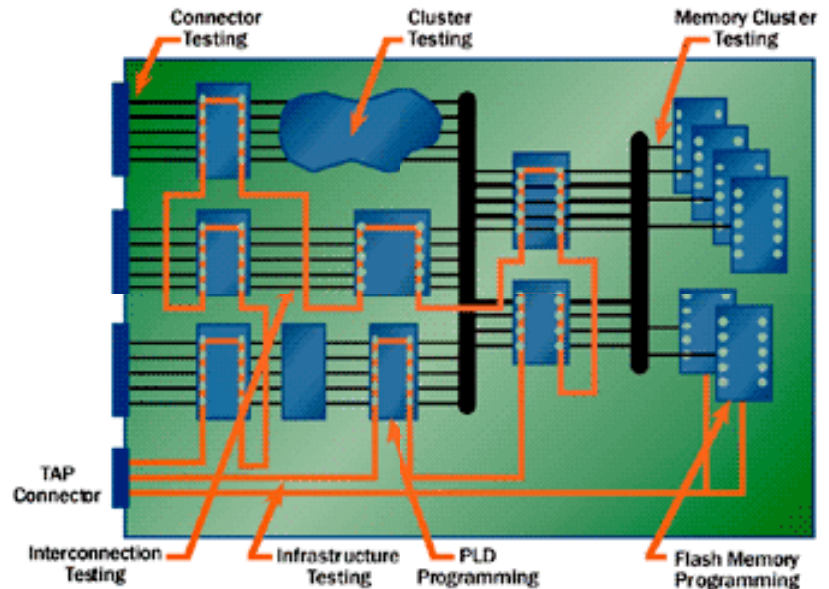 Connector
Testing
Cluster
Testing
Memory Cluster
Testing
TAP
Connector
Interconnection
Testing
Infrastructure
Testing
PLD
Programming
Flash Memory
Programming